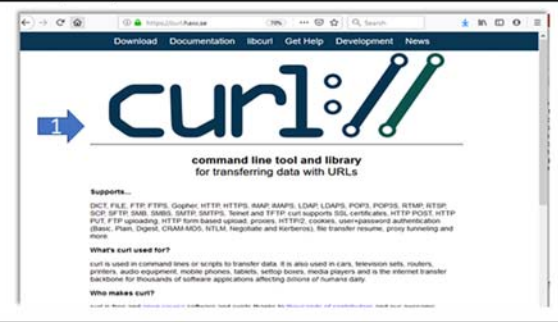 https://curl.haxx.se
70%
Search
Download Documentation libcurl Get Help Development News
curl://
1
command line tool and library
for transferring data with URLs
Supports...
DICT, FILE, FTP, FTPS, Gopher, HTTP, HTTPS, IMAP, IMAPS, LDAP, LDAPS, POP3, POP3S, RTMP, RTSP,
SCP, SFTP, SMB, SMBS, SMTP, SMTPS, Telnet and TFTP. curl supports SSL certificates, HTTP POST, HTTP
PUT, FTP uploading, HTTP form based upload, proxies, HTTP/2, cookies, user+password authentication
(Basic, Plain, Digest, CRAM-MD5, NTLM, Negotiate and Kerberos), file transfer resume, proxy tunneling and
more.
What's curl used for?
curl is used in command lines or scripts to transfer data. It is also used in cars, television sets, routers,
printers, audio equipment, mobile phones, tablets, settop boxes, media players and is the internet transfer
backbone for thousands of software applications affecting billions of humans daily.
Who makes curl?